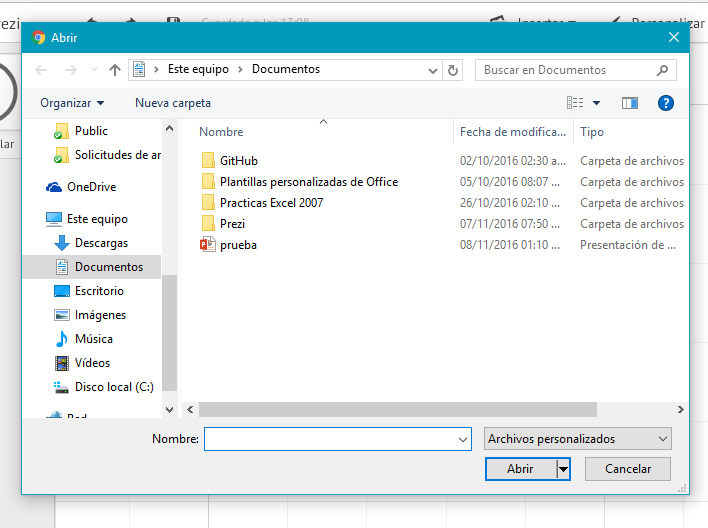 ezi
Guardado a las 13:08
Insertar
Personalizar
Abrir
Este equipo > Documentos
Buscar en Documentos
Organizar
Nueva carpeta
Public
Solicitudes de ar
OneDrive
Este equipo
Descargas
Documentos
Escritorio
Imágenes
Música
Vídeos
Disco local (C:)
Red
Nombre
Fecha de modifica...
Tipo
GitHub 02/10/2016 02:30 a... Carpeta de archivos
Plantillas personalizadas de Office 05/10/2016 08:07 ... Carpeta de archivos
Practicas Excel 2007 26/10/2016 02:10 ... Carpeta de archivos
Prezi 07/11/2016 07:50 ... Carpeta de archivos
prueba 08/11/2016 01:10 ... Presentación de ...
lar
Nombre:
Archivos personalizados
Abrir
Cancelar